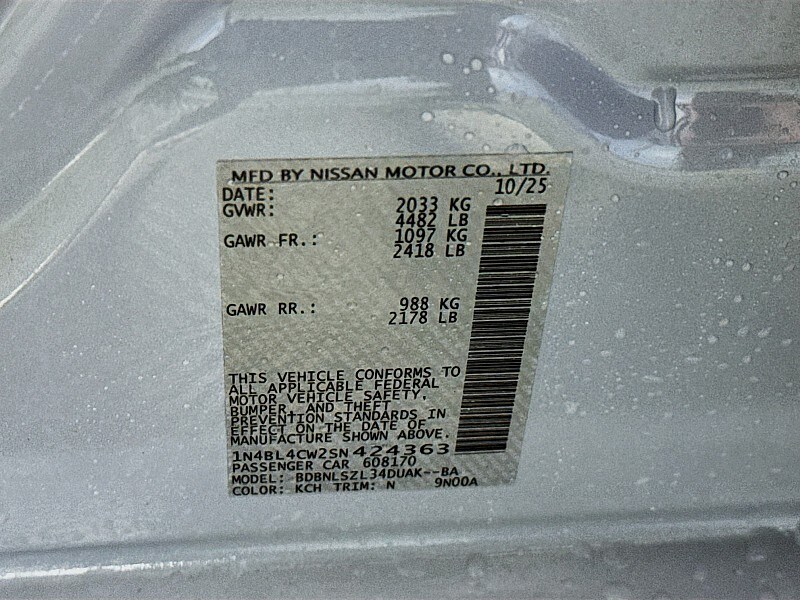 MFD BY NISSAN MOTOR CO., LTD.
DATE: 10/25
GVWR: 2033 KG
4482 LB
GAWR FR.: 1097 KG
2418 LB
GAWR RR.: 988 KG
2178 LB
THIS VEHICLE CONFORMS TO
ALL APPLICABLE FEDERAL
MOTOR VEHICLE SAFETY,
BUMPER, AND THEFT
PREVENTION STANDARDS IN
EFFECT ON THE DATE OF
MANUFACTURE SHOWN ABOVE.
1N4BL4CW2SN424363
PASSENGER CAR 608170
MODEL: BDBNLSZL34DUAK--BA
COLOR: KCH TRIM: N 9N00A